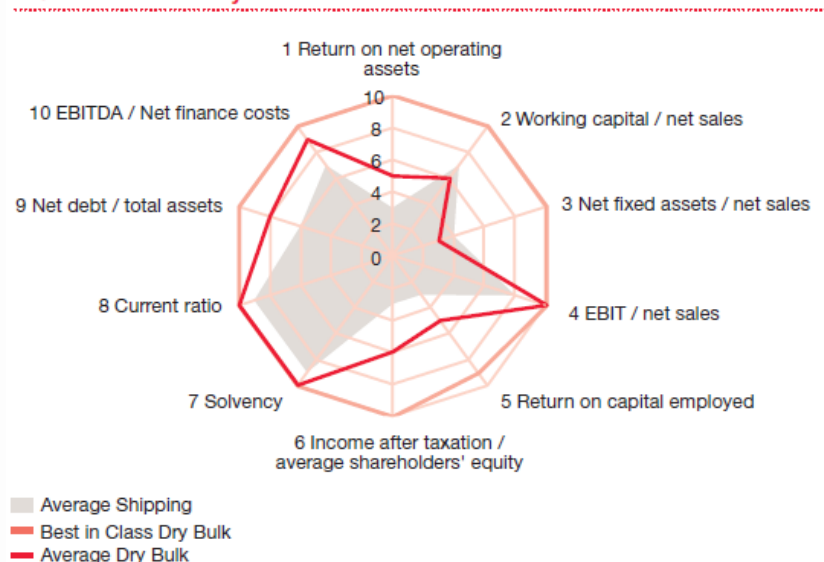 1 Return on net operating
assets
10 EBITDA / Net finance costs
10
2 Working capital / net sales
8
6
4
9 Net debt / total assets
3 Net fixed assets / net sales
2
0
8 Current ratio
4 EBIT / net sales
7 Solvency
5 Return on capital employed
6 Income after taxation /
average shareholders' equity
Average Shipping
Best in Class Dry Bulk
Average Dry Bulk